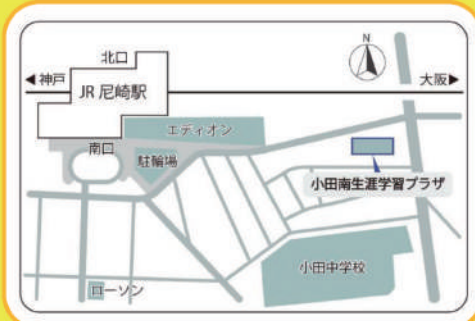 北口
N
◀神戸
大阪▶
JR尼崎駅
エディオン
南口
駐輪場
小田南生涯学習プラザ
小田中学校
ローソン